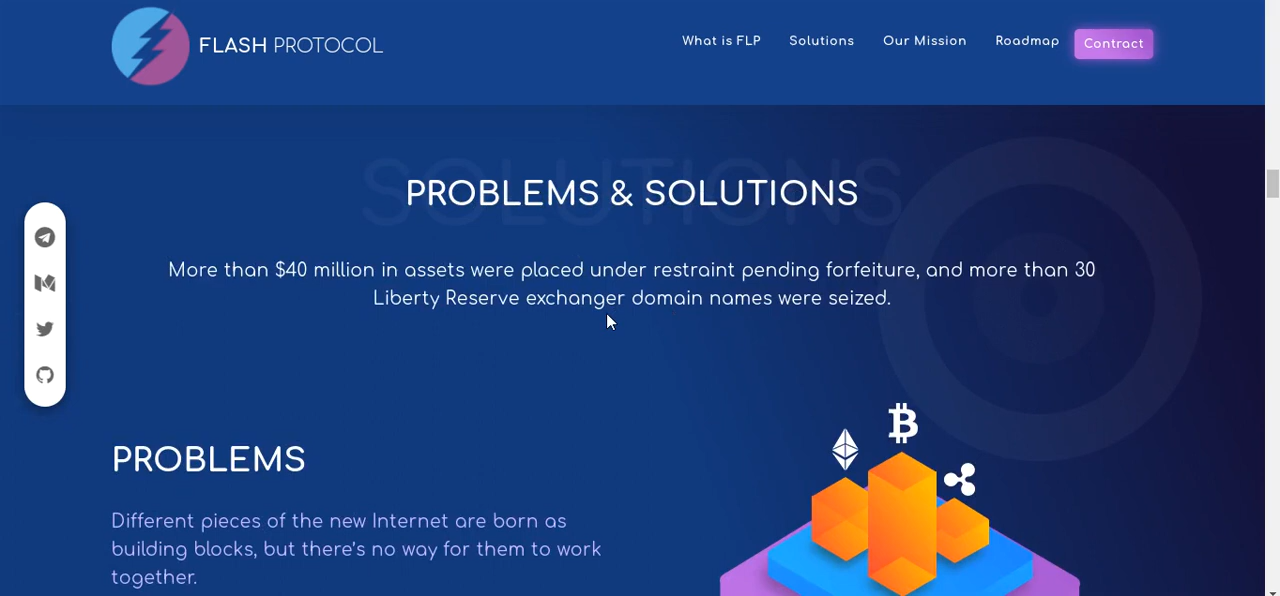 FLASH PROTOCOL
What is FLP
Solutions
Our Mission
Roadmap
Contract
SOLUTIONS
PROBLEMS & SOLUTIONS
More than $40 million in assets were placed under restraint pending forfeiture, and more than 30
Liberty Reserve exchanger domain names were seized.
PROBLEMS
Different pieces of the new Internet are born as
building blocks, but there's no way for them to work
together.